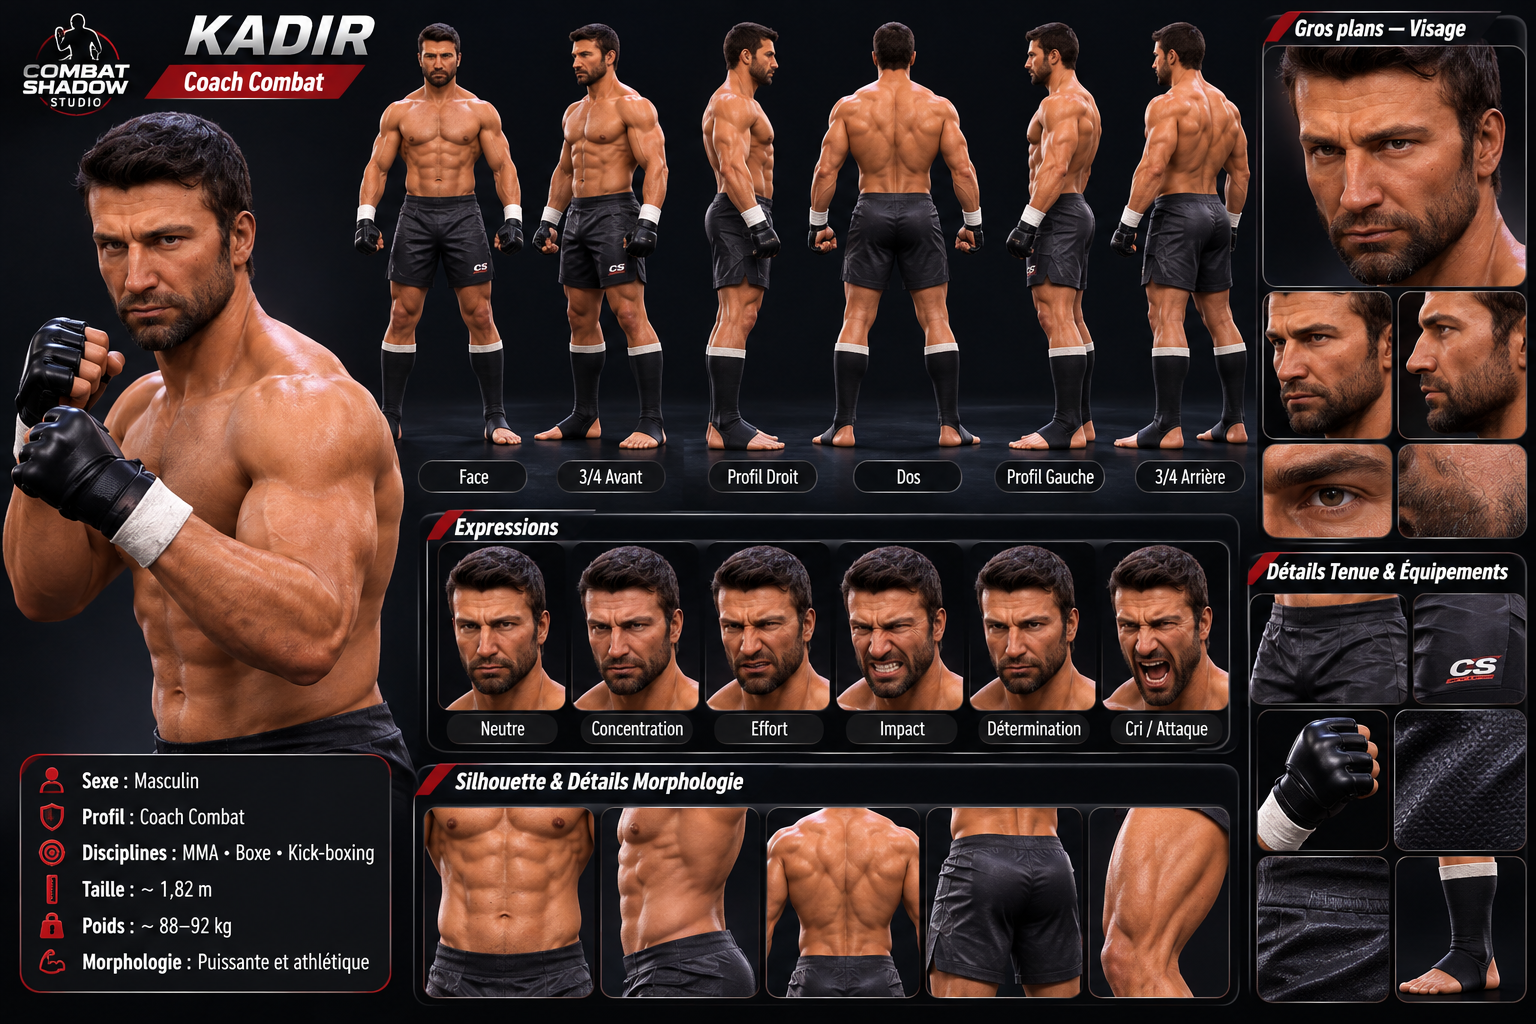 COMBAT
SHADOW
STUDIO
KADIR
Coach Combat
Face
3/4 Avant
Profil Droit
Dos
Profil Gauche
3/4 Arrière
CS
CS
Gros plans — Visage
Expressions
Neutre
Concentration
Effort
Impact
Détermination
Cri / Attaque
Détails Tenue & Équipements
CS
Sexe : Masculin
Profil : Coach Combat
Disciplines : MMA • Boxe • Kick-boxing
Taille : ~ 1,82 m
Poids : ~ 88–92 kg
Morphologie : Puissante et athlétique
Silhouette & Détails Morphologie